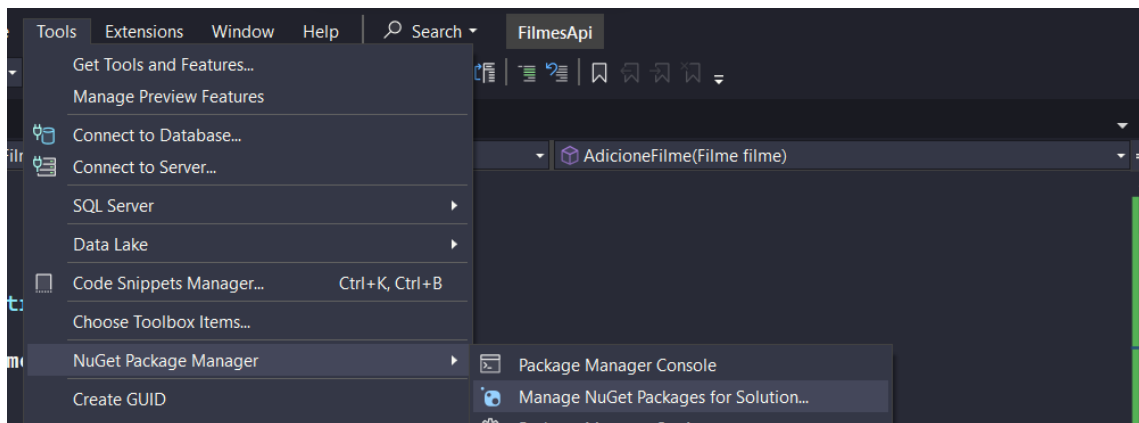 Tools Extensions Window Help Search FilmesApi
Get Tools and Features...
Manage Preview Features
Connect to Database...
AdicioneFilme(Filme filme)
Connect to Server...
SQL Server
Data Lake
Code Snippets Manager... Ctrl+K, Ctrl+B
Choose Toolbox Items...
NuGet Package Manager
Package Manager Console
Manage NuGet Packages for Solution...
Create GUID